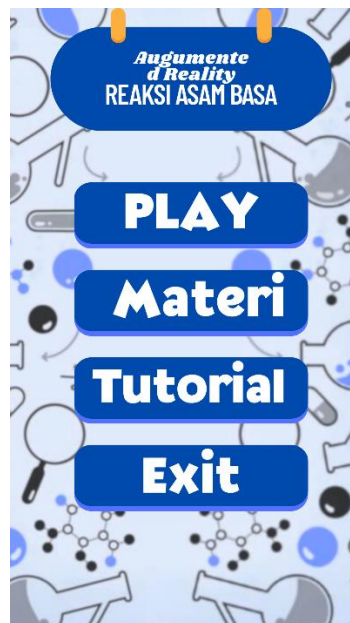 Augumente
d Reality
REAKSI ASAM BASA
PLAY
Materi
Tutorial
Exit